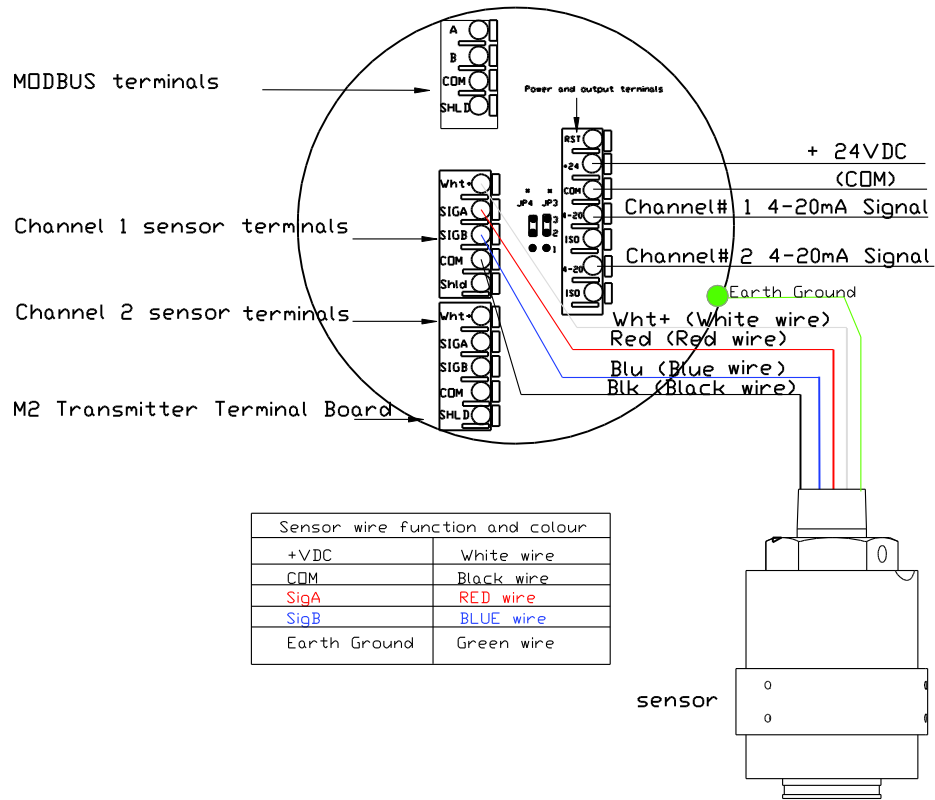 A
B
COM
SHLD
MODBUS terminals
Power and output terminals
RST
+24
COM
4-20
ISO
4-20
ISO
+ 24VDC
(COM)
Channel# 1 4-20mA Signal
Channel# 2 4-20mA Signal
JP4 JP3
3
2
1
Wht+
SIGA
SIGB
COM
Shld
Channel 1 sensor terminals
Channel 2 sensor terminals
Wht+
SIGA
SIGB
COM
SHLD
M2 Transmitter Terminal Board
Earth Ground
Wht+ (White wire)
Red (Red wire)
Blu (Blue wire)
Blk (Black wire)
Sensor wire function and colour
+VDC White wire
COM Black wire
SigA RED wire
SigB BLUE wire
Earth Ground Green wire
sensor